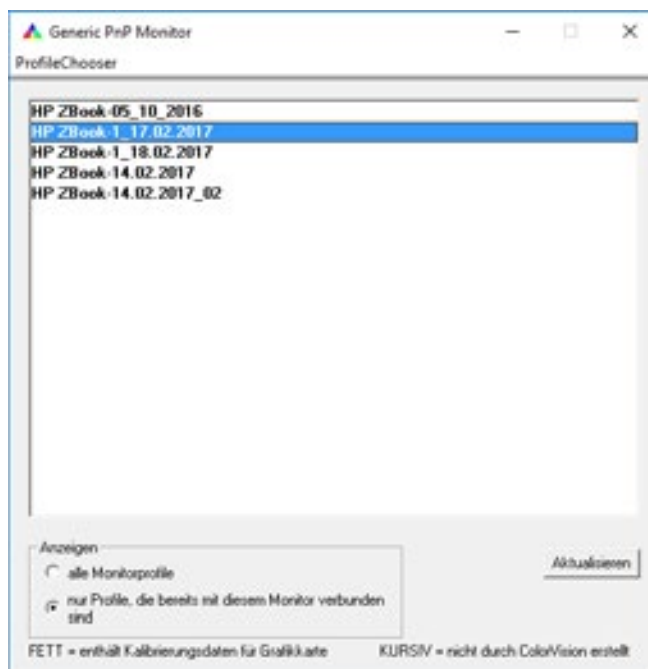 Generic PnP Monitor
ProfileChooser
HP ZBook-05_10_2016
HP ZBook-1_17.02.2017
HP ZBook-1_18.02.2017
HP ZBook-14.02.2017
HP ZBook-14.02.2017_02
Anzeigen
alle Monitorprofile
nur Profile, die bereits mit diesem Monitor verbunden
sind
Aktualisieren
FETT = enthält Kalibrierungsdaten für Grafikkarte KURSIV = nicht durch ColorVision erstellt